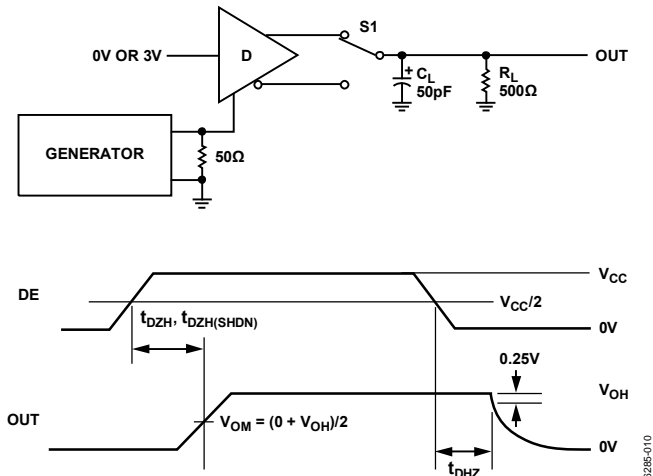 S1
0V OR 3V
D
OUT
+
C_L
50pF
R_L
500Ω
GENERATOR
50Ω
V_CC
DE
V_CC/2
t_DZH, t_DZH(SHDN)
0V
0.25V
V_OH
OUT
V_OM = (0 + V_OH)/2
0V
t_DHZ